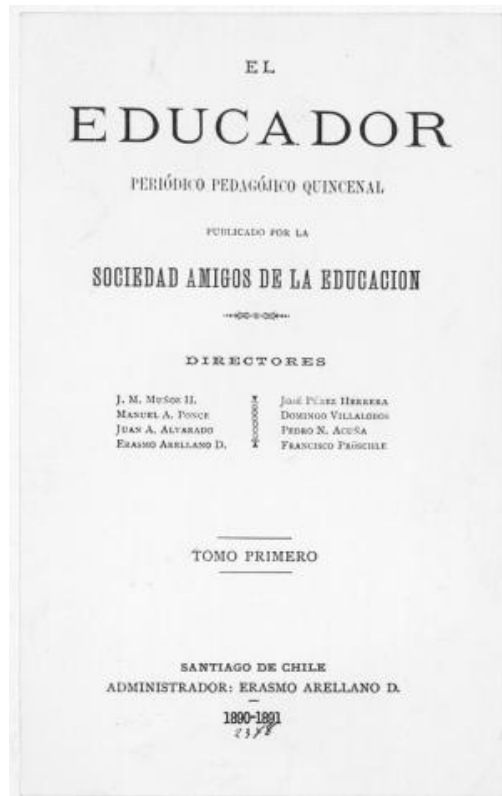 EL
EDUCADOR
PERIÓDICO PEDAGÓJICO QUINCENAL
PUBLICADO POR LA
SOCIEDAD AMIGOS DE LA EDUCACION
DIRECTORES
J. M. MUÑOZ H.
MANUEL A. PONCE
JUAN A. ALVARADO
ERASMO ARELLANO D.
JOSÉ PÉREZ HERRERA
DOMINGO VILLALOBOS
PEDRO N. ACUÑA
FRANCISCO PRÖSCHLE
TOMO PRIMERO
SANTIAGO DE CHILE
ADMINISTRADOR: ERASMO ARELLANO D.
1890-1891